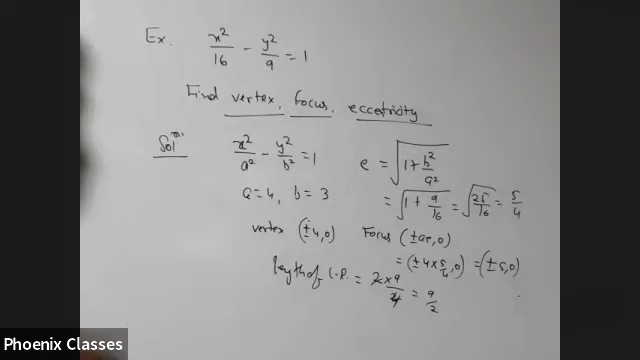 Ex. x²/16 - y²/9 = 1
Find vertex, focus, eccetricity
Solⁿ: x²/a² - y²/b² = 1
a = 4, b = 3
e = √(1 + b²/a²)
= √(1 + 9/16) = √(25/16) = 5/4
vertex (±4,0)
Focus (±ae,0)
= (±4×5/4,0) = (±5,0)
length of L.R. = 2×9/4 = 9/2
Phoenix Classes